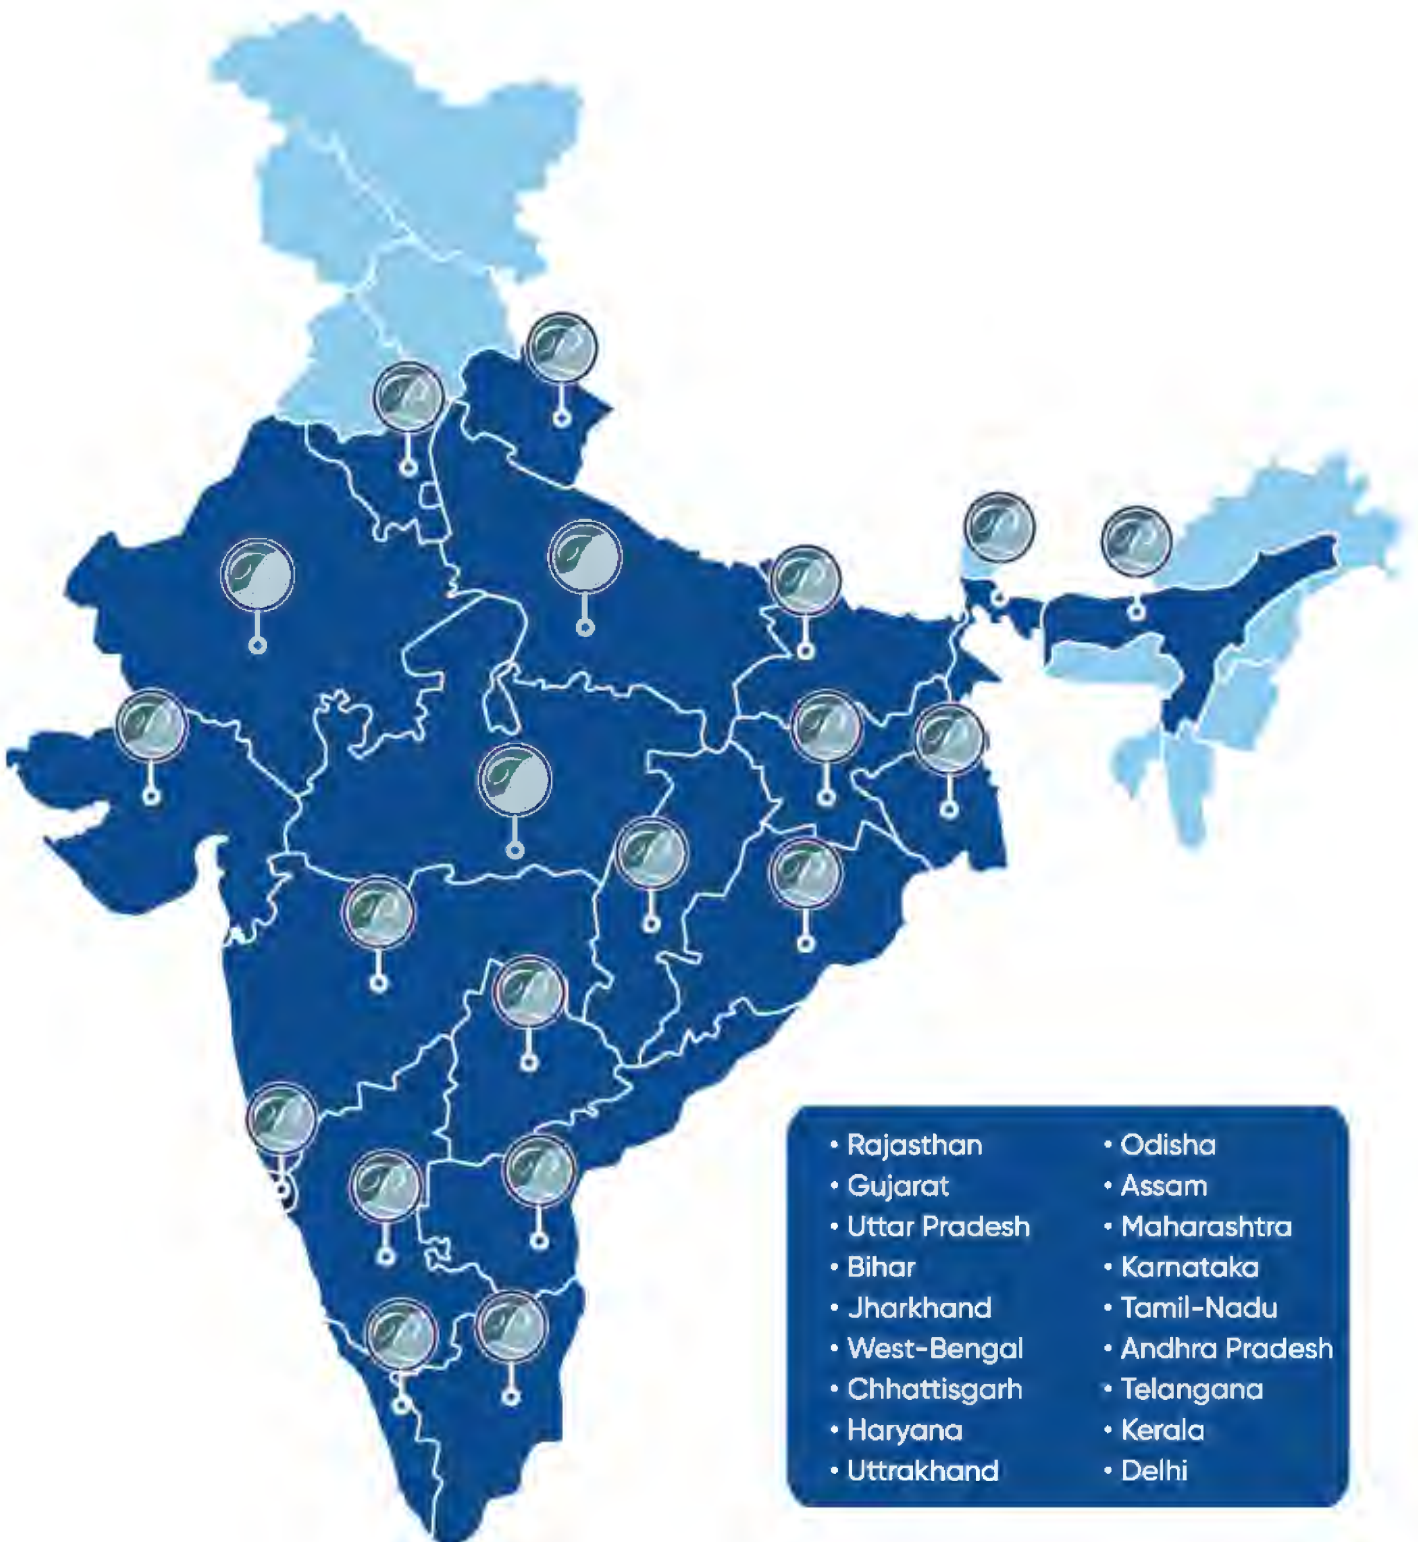 • Rajasthan
• Gujarat
• Uttar Pradesh
• Bihar
• Jharkhand
• West-Bengal
• Chhattisgarh
• Haryana
• Uttrakhand
• Odisha
• Assam
• Maharashtra
• Karnataka
• Tamil-Nadu
• Andhra Pradesh
• Telangana
• Kerala
• Delhi